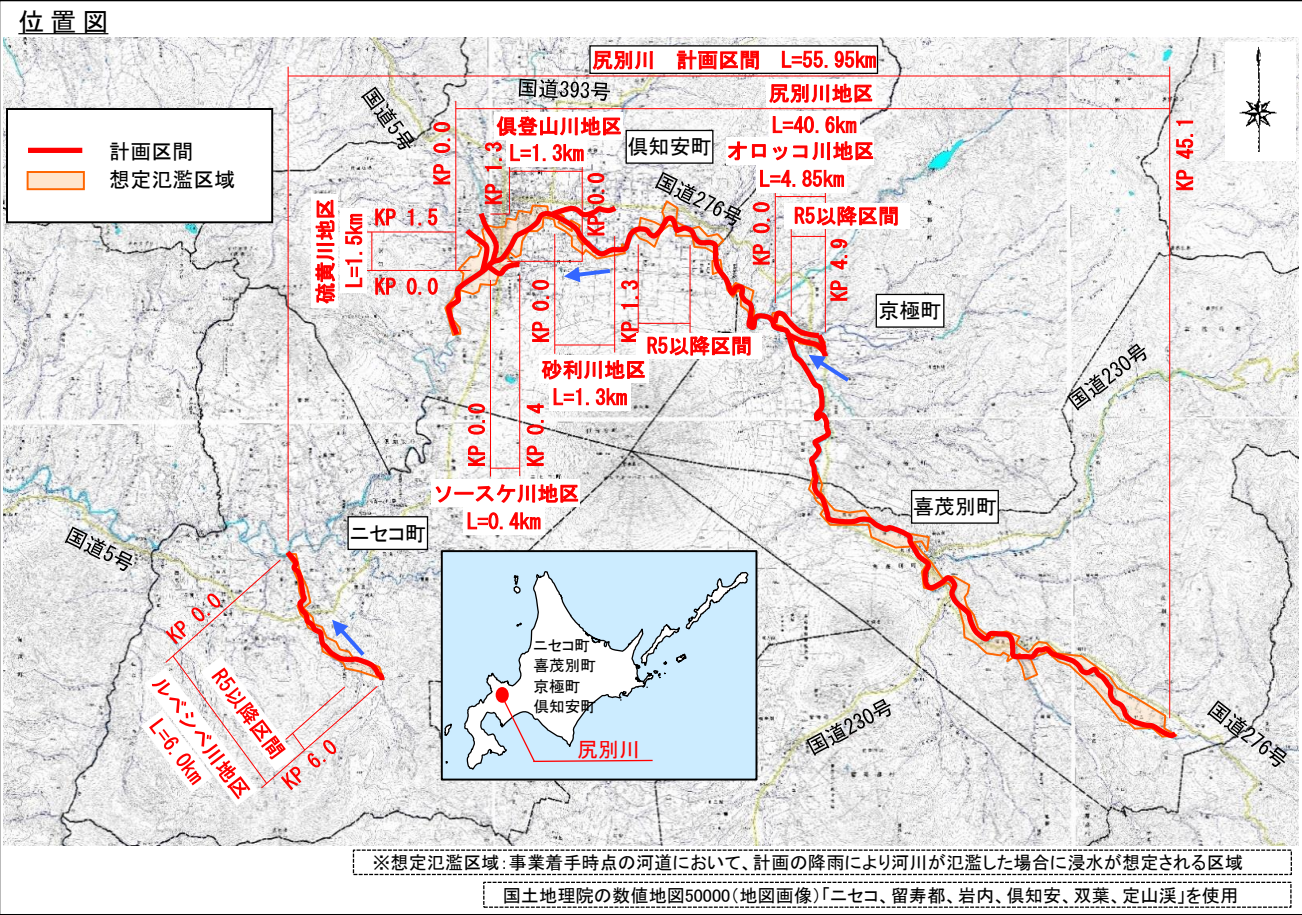 位置図
尻別川 計画区間 L=55.95km
国道393号
尻別川地区
L=40.6km
国道5号
倶登山川地区
L=1.3km
倶知安町
オロッコ川地区
L=4.85km
計画区間
想定氾濫区域
KP 0.0
KP 1.3
KP 0.0
国道276号
KP 45.1
R5以降区間
KP 0.0
KP 4.9
硫黄川地区
L=1.5km
KP 1.5
KP 0.0
京極町
KP 0.0
KP 1.3
R5以降区間
砂利川地区
L=1.3km
国道230号
KP 0.0
KP 0.4
ソースケ川地区
L=0.4km
喜茂別町
ニセコ町
国道5号
KP 0.0
R5以降区間
ルベシベ川地区
L=6.0km
KP 6.0
ニセコ町
喜茂別町
京極町
倶知安町
尻別川
国道230号
国道276号
※想定氾濫区域:事業着手時点の河道において、計画の降雨により河川が氾濫した場合に浸水が想定される区域
国土地理院の数値地図50000(地図画像)「ニセコ、留寿都、岩内、倶知安、双葉、定山渓」を使用